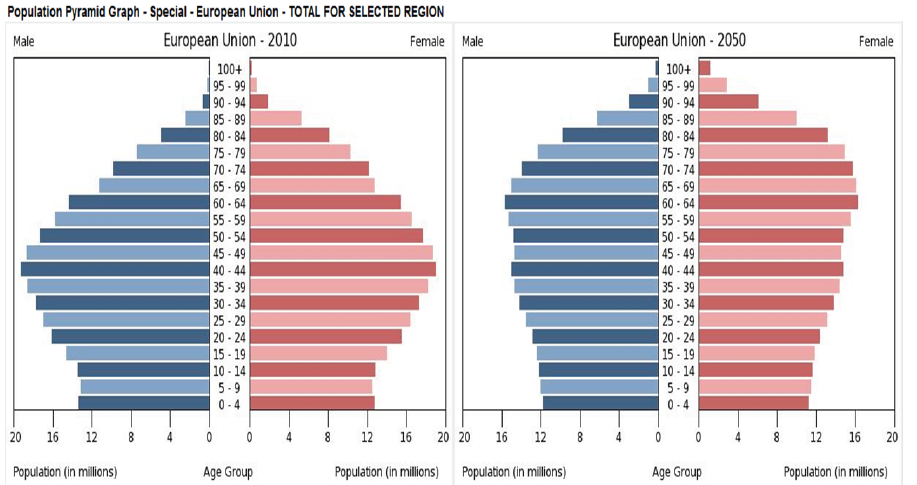 Population Pyramid Graph - Special - European Union - TOTAL FOR SELECTED REGION
Male European Union - 2010 Female
100+
95 - 99
90 - 94
85 - 89
80 - 84
75 - 79
70 - 74
65 - 69
60 - 64
55 - 59
50 - 54
45 - 49
40 - 44
35 - 39
30 - 34
25 - 29
20 - 24
15 - 19
10 - 14
5 - 9
0 - 4
20 16 12 8 4 0 0 4 8 12 16 20
Population (in millions) Age Group Population (in millions)
Male European Union - 2050 Female
100+
95 - 99
90 - 94
85 - 89
80 - 84
75 - 79
70 - 74
65 - 69
60 - 64
55 - 59
50 - 54
45 - 49
40 - 44
35 - 39
30 - 34
25 - 29
20 - 24
15 - 19
10 - 14
5 - 9
0 - 4
20 16 12 8 4 0 0 4 8 12 16 20
Population (in millions) Age Group Population (in millions)